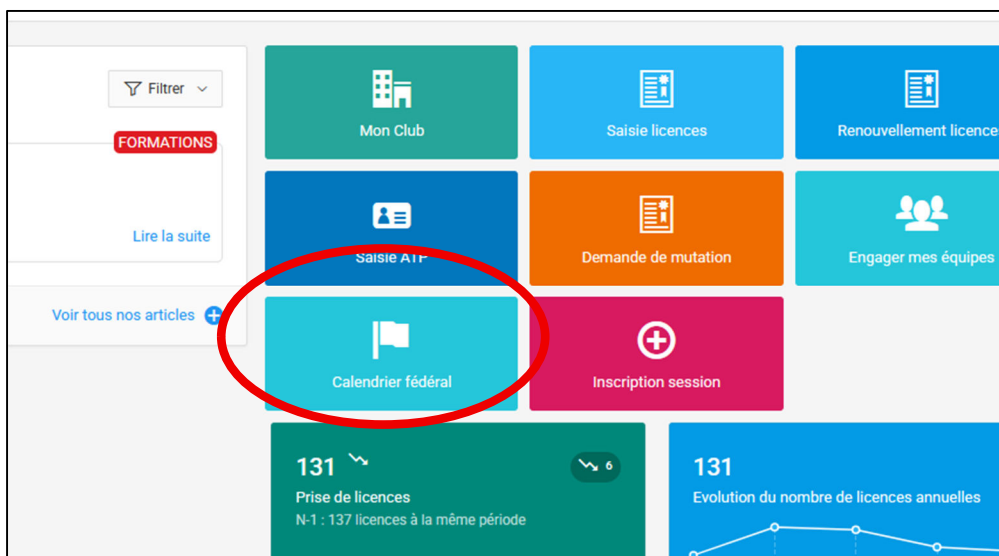 Filtrer
FORMATIONS
Lire la suite
Voir tous nos articles
Mon Club
Saisie licences
Renouvellement licence
Saisie ATP
Demande de mutation
Engager mes équipes
Calendrier fédéral
Inscription session
131
6
Prise de licences
N-1 : 137 licences à la même période
131
Evolution du nombre de licences annuelles